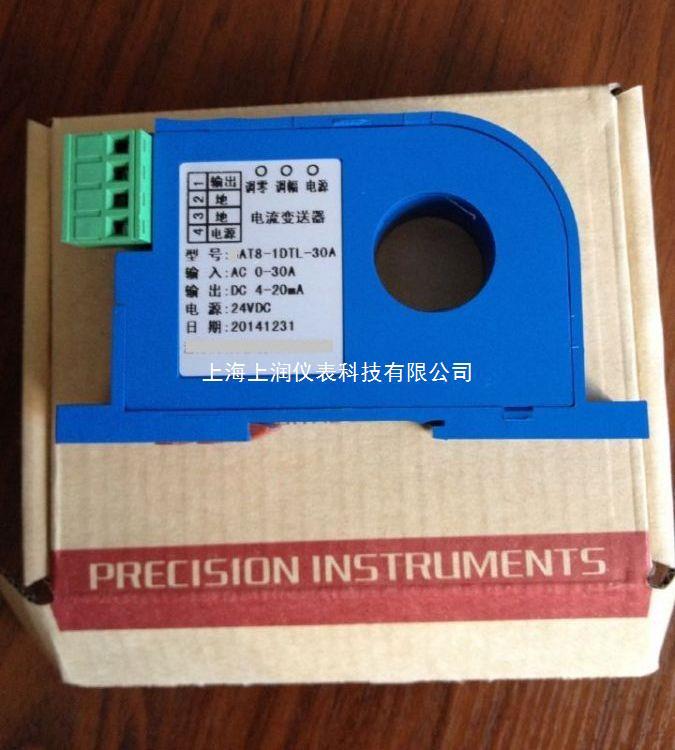 1 输出
2 地
3 地
4 电源
调零 调幅 电源
电流变送器
型号: AT8-1DTL-30A
输入:AC 0-30A
输出:DC 4-20mA
电源:24VDC
日期:20141231
上海上润仪表科技有限公司
PRECISION INSTRUMENTS